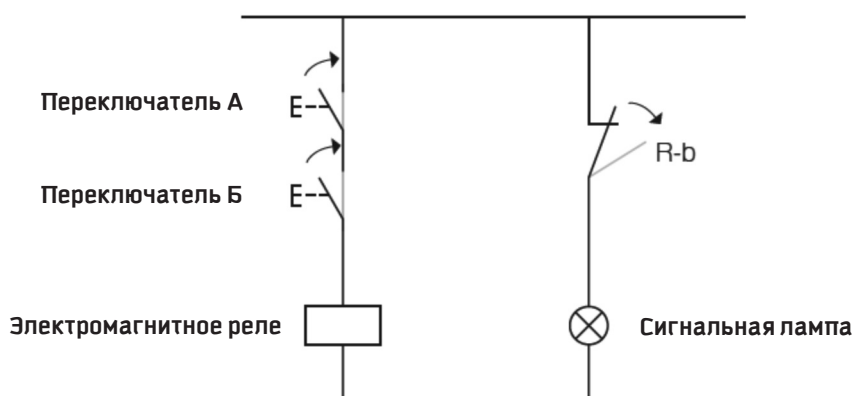 Переключатель А
E
R-b
Переключатель Б
E
Электромагнитное реле
Сигнальная лампа